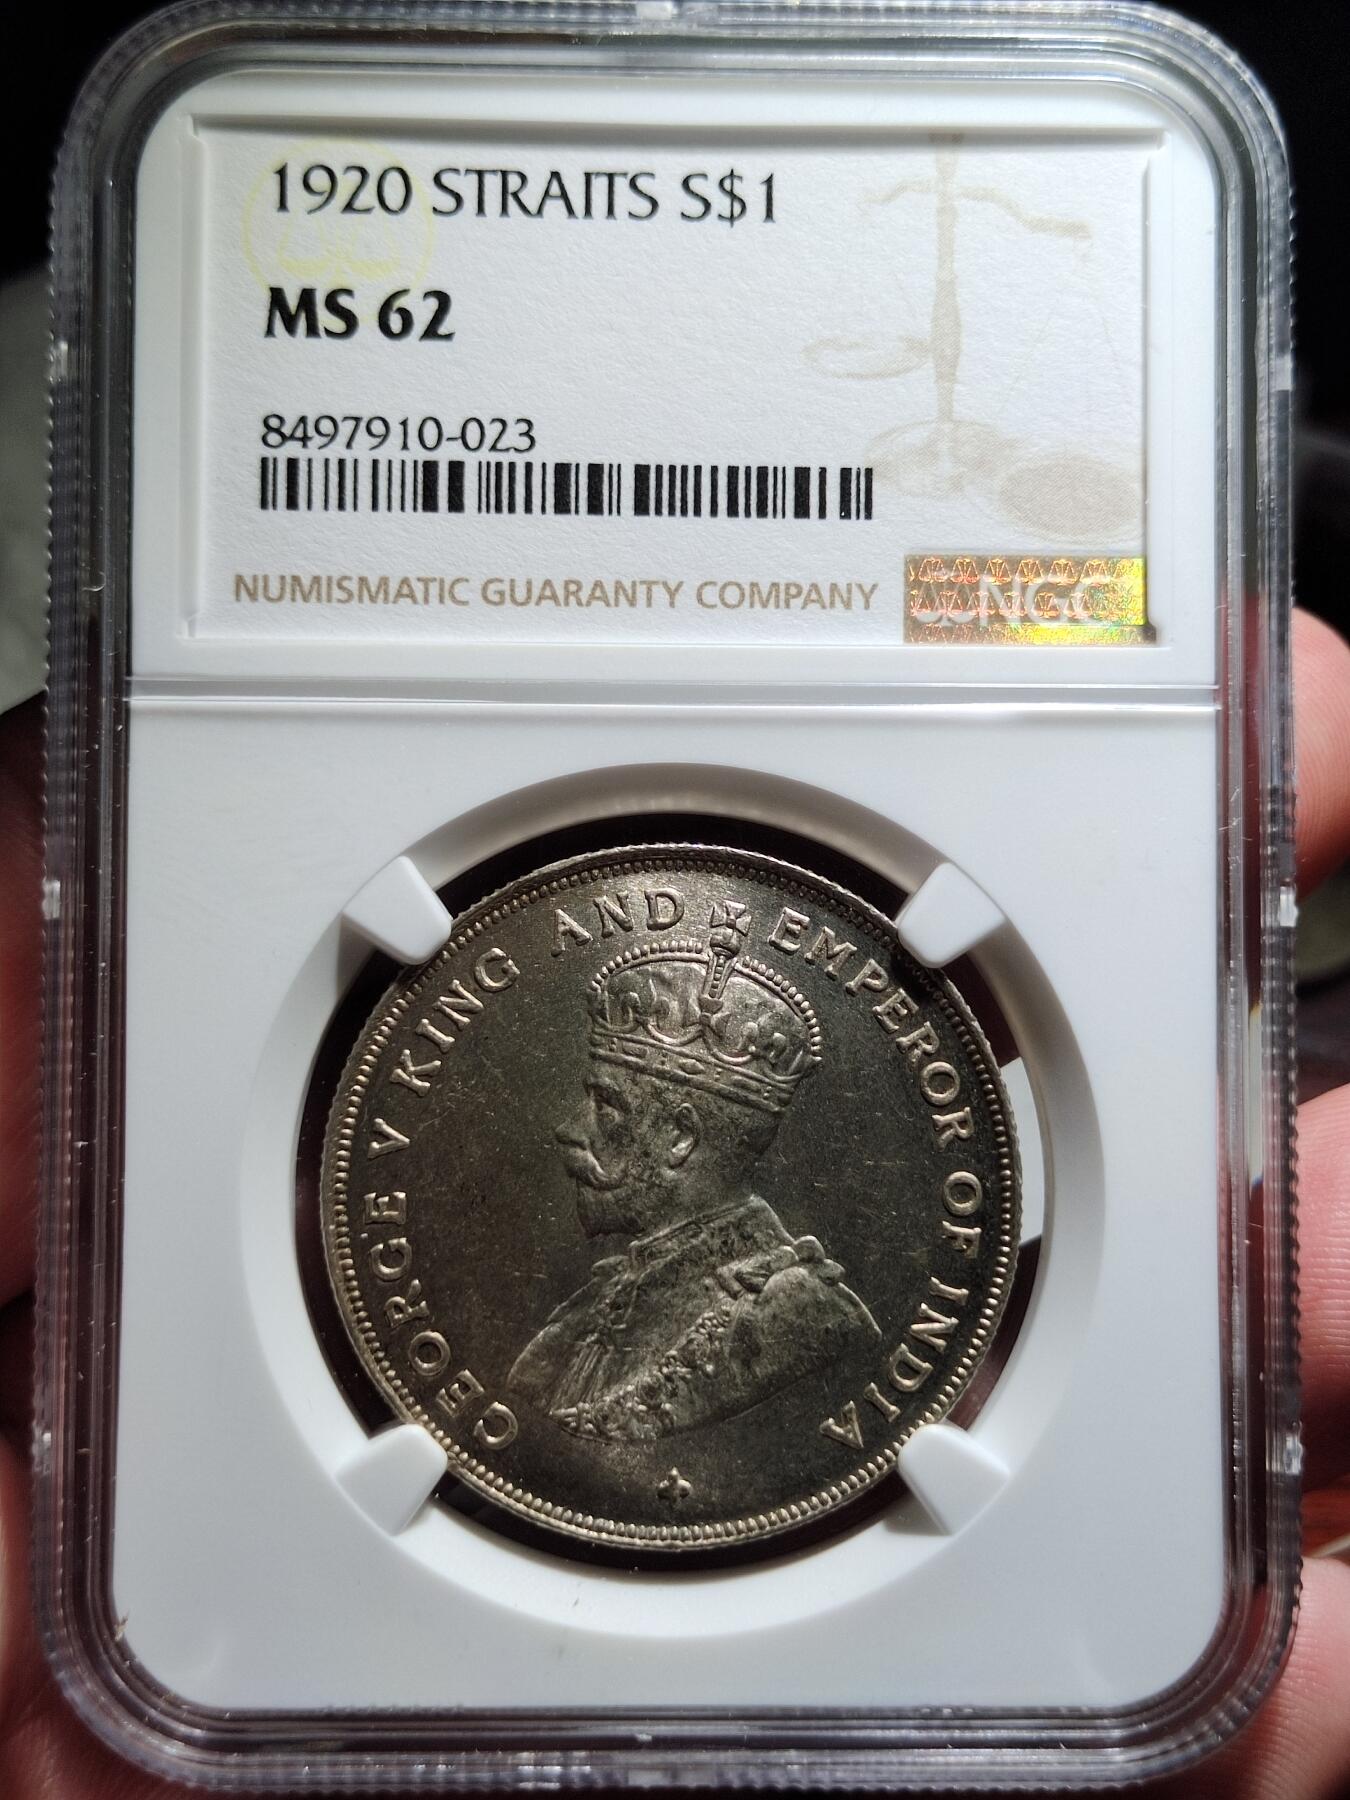 1920 STRAITS S$1
MS 62
8497910-023
NUMISMATIC GUARANTY COMPANY
NGC
GEORGE V KING AND EMPEROR OF INDIA